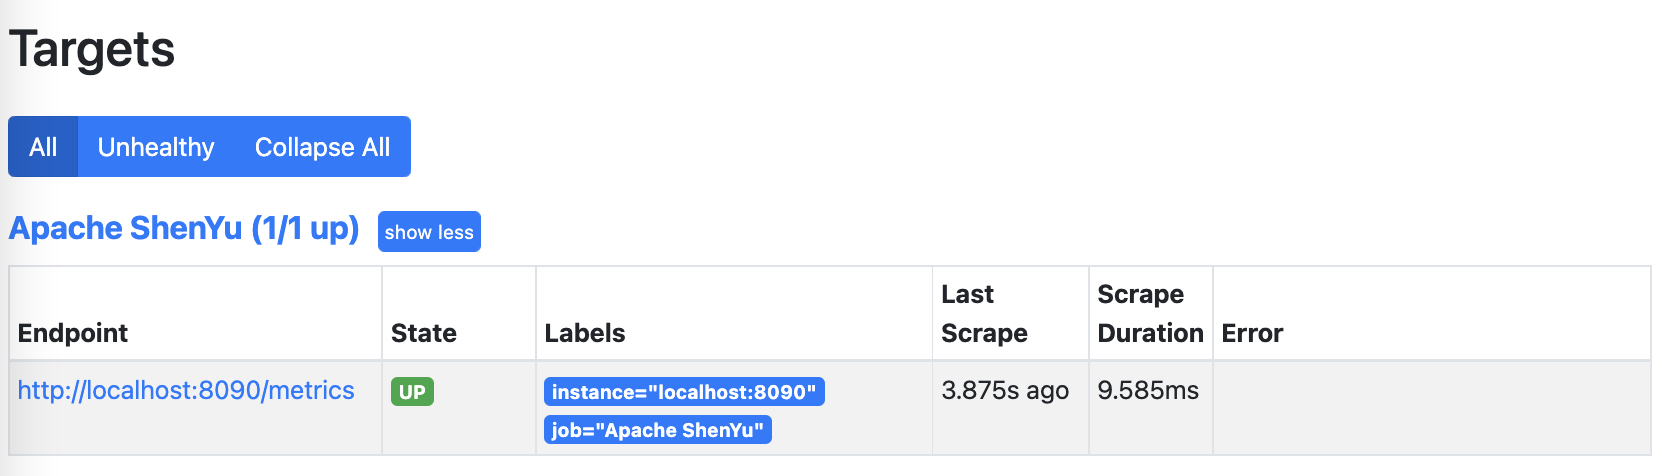 Targets
All Unhealthy Collapse All
Apache ShenYu (1/1 up) show less
Endpoint State Labels Last Scrape Scrape Duration Error
http://localhost:8090/metrics UP instance="localhost:8090" 3.875s ago 9.585ms
job="Apache ShenYu"